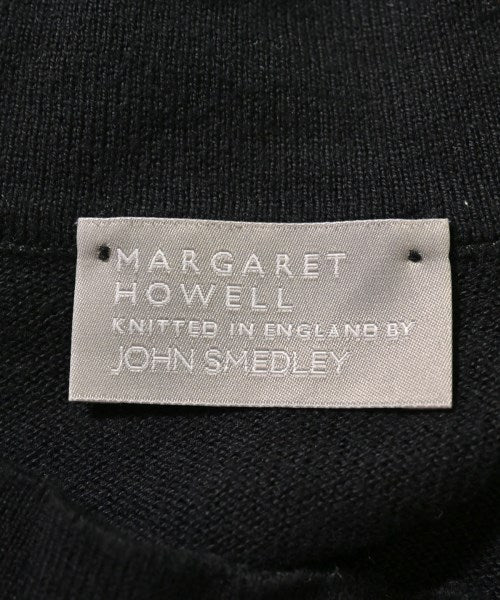 MARGARET
HOWELL
KNITTED IN ENGLAND BY
JOHN SMEDLEY